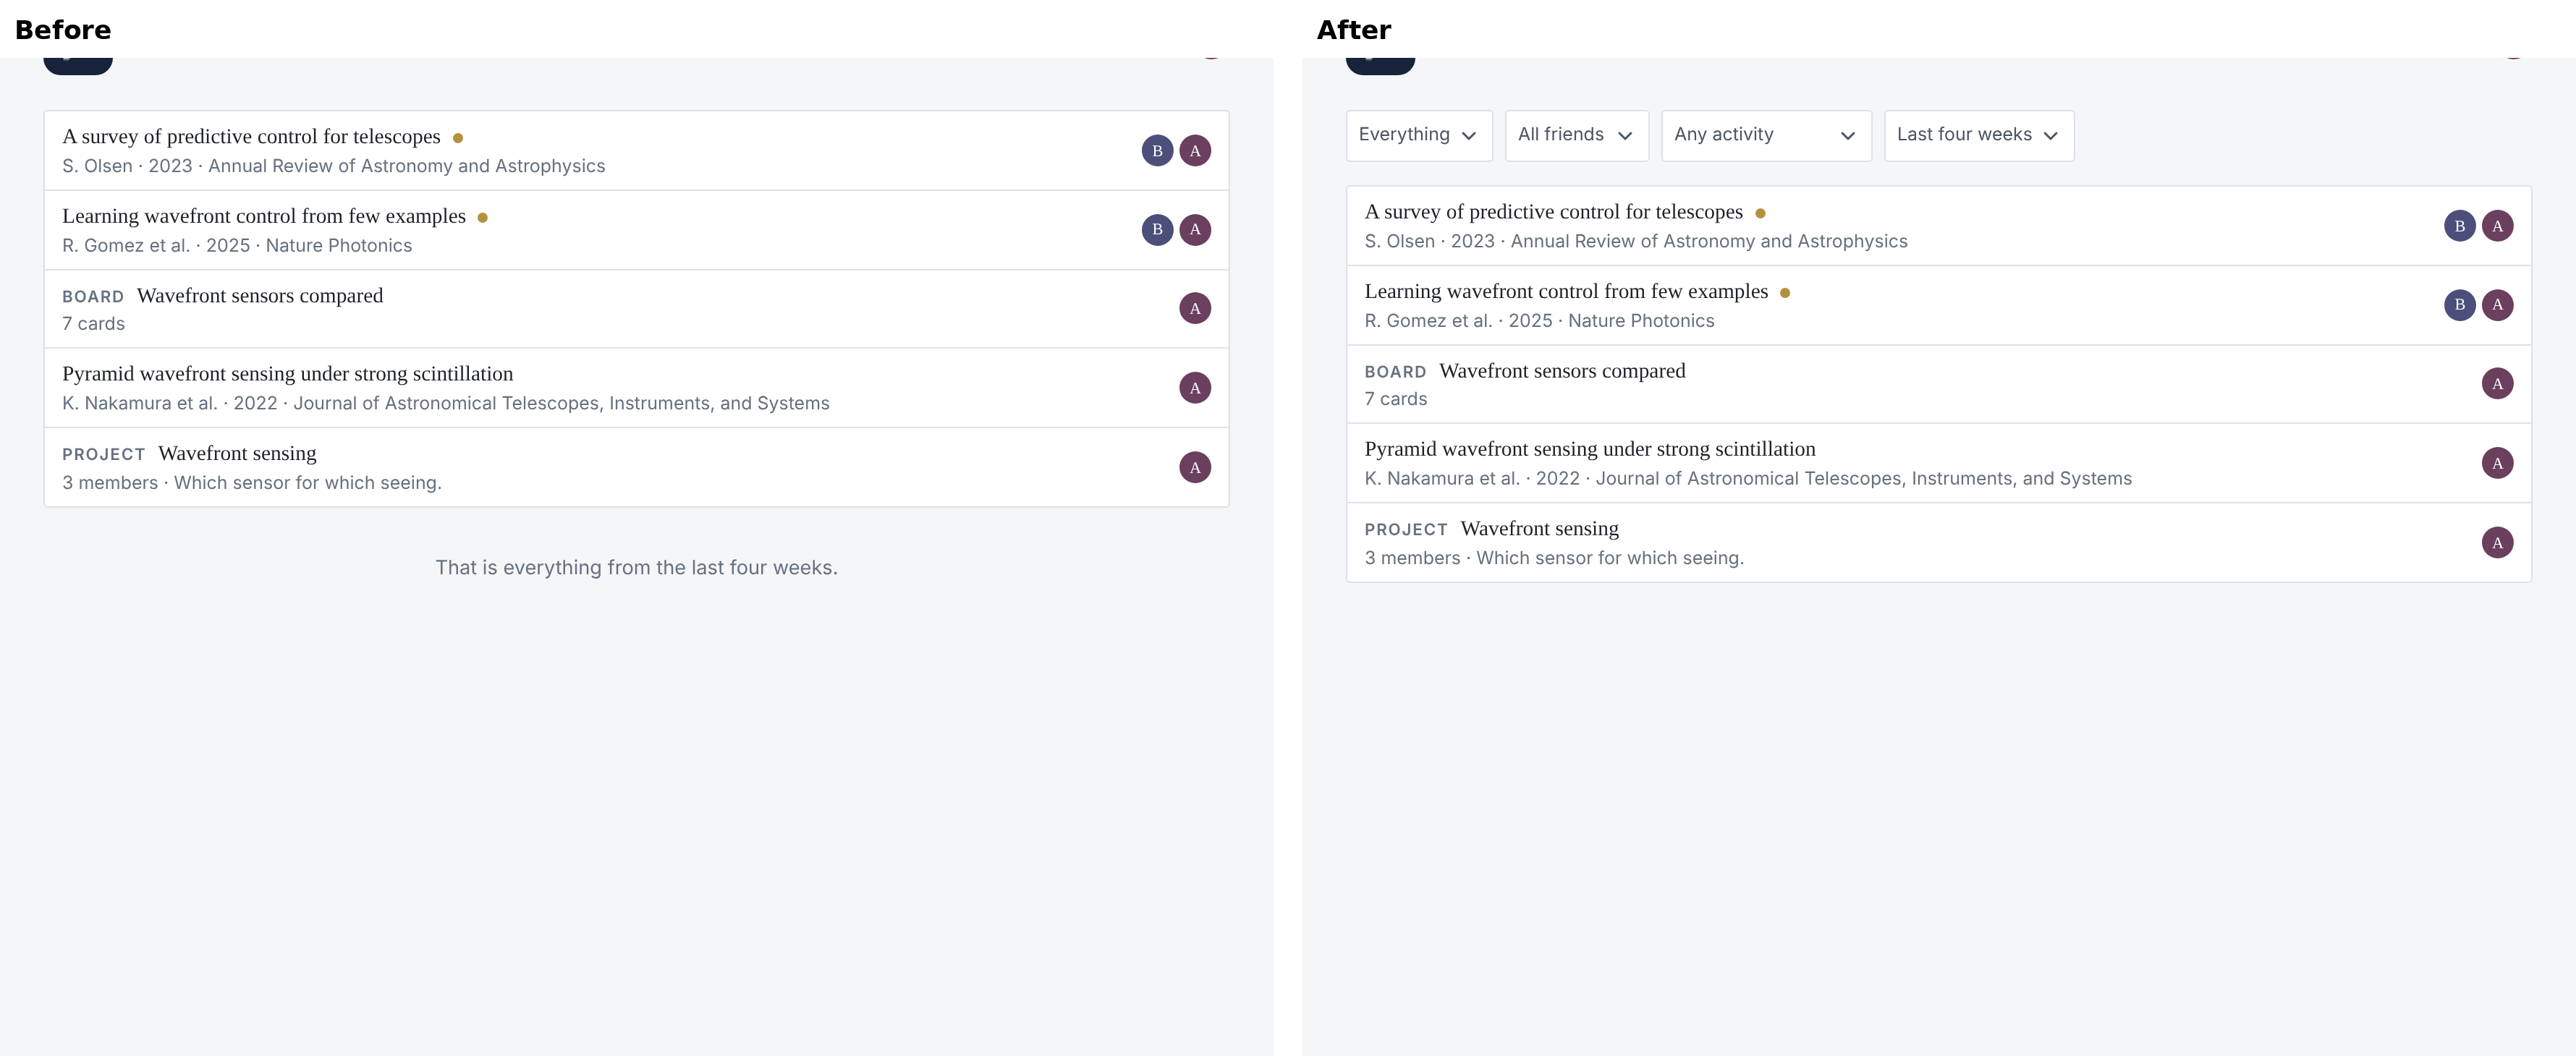 Before
A survey of predictive control for telescopes
B A
S. Olsen · 2023 · Annual Review of Astronomy and Astrophysics
Learning wavefront control from few examples
B A
R. Gomez et al. · 2025 · Nature Photonics
BOARD Wavefront sensors compared
A
7 cards
Pyramid wavefront sensing under strong scintillation
A
K. Nakamura et al. · 2022 · Journal of Astronomical Telescopes, Instruments, and Systems
PROJECT Wavefront sensing
A
3 members · Which sensor for which seeing.
That is everything from the last four weeks.
After
Everything All friends Any activity Last four weeks
A survey of predictive control for telescopes
B A
S. Olsen · 2023 · Annual Review of Astronomy and Astrophysics
Learning wavefront control from few examples
B A
R. Gomez et al. · 2025 · Nature Photonics
BOARD Wavefront sensors compared
A
7 cards
Pyramid wavefront sensing under strong scintillation
A
K. Nakamura et al. · 2022 · Journal of Astronomical Telescopes, Instruments, and Systems
PROJECT Wavefront sensing
A
3 members · Which sensor for which seeing.